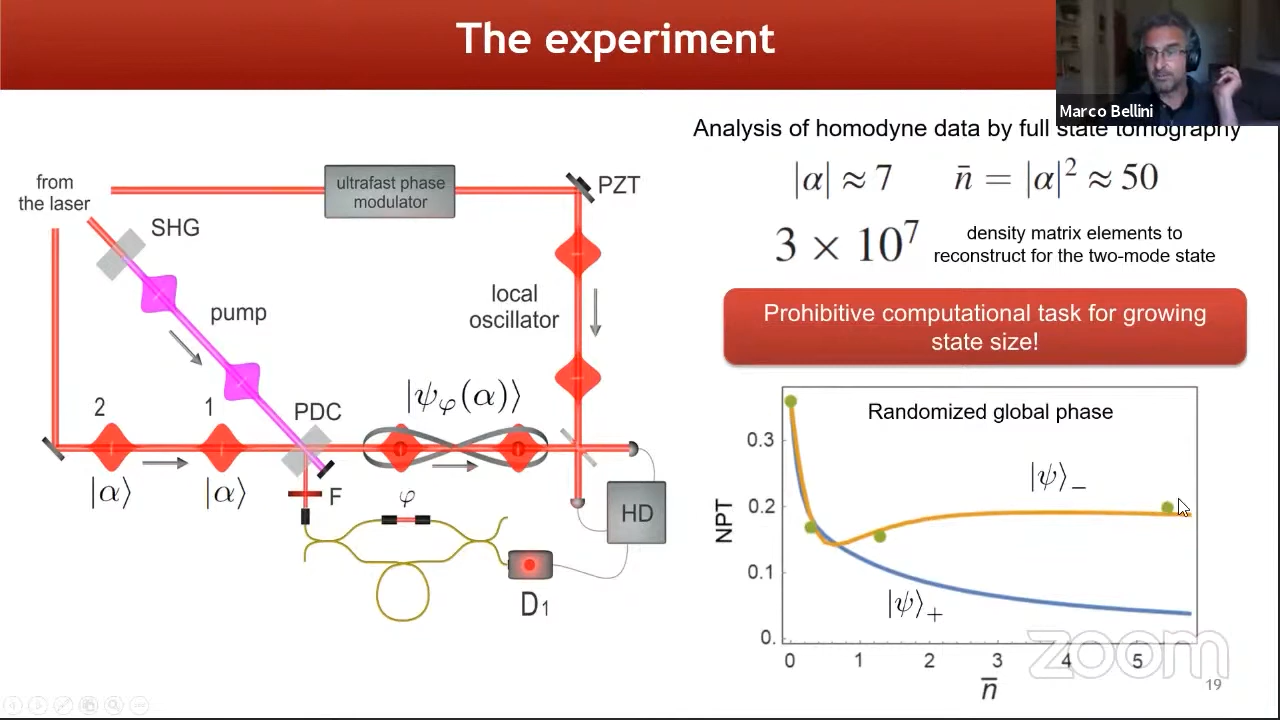 The experiment
Marco Bellini
Analysis of homodyne data by full state tomography
|α| ≈ 7   n̄ = |α|² ≈ 50
3 × 10⁷
density matrix elements to
reconstruct for the two-mode state
Prohibitive computational task for growing
state size!
from
the laser
ultrafast phase
modulator
PZT
SHG
pump
local
oscillator
2
1
PDC
|ψφ(α)⟩
|α⟩
|α⟩
F
φ
HD
D1
Randomized global phase
|ψ⟩₋
|ψ⟩₊
NPT
0.3
0.2
0.1
0.
0 1 2 3 4 5
n̄
zoom
19